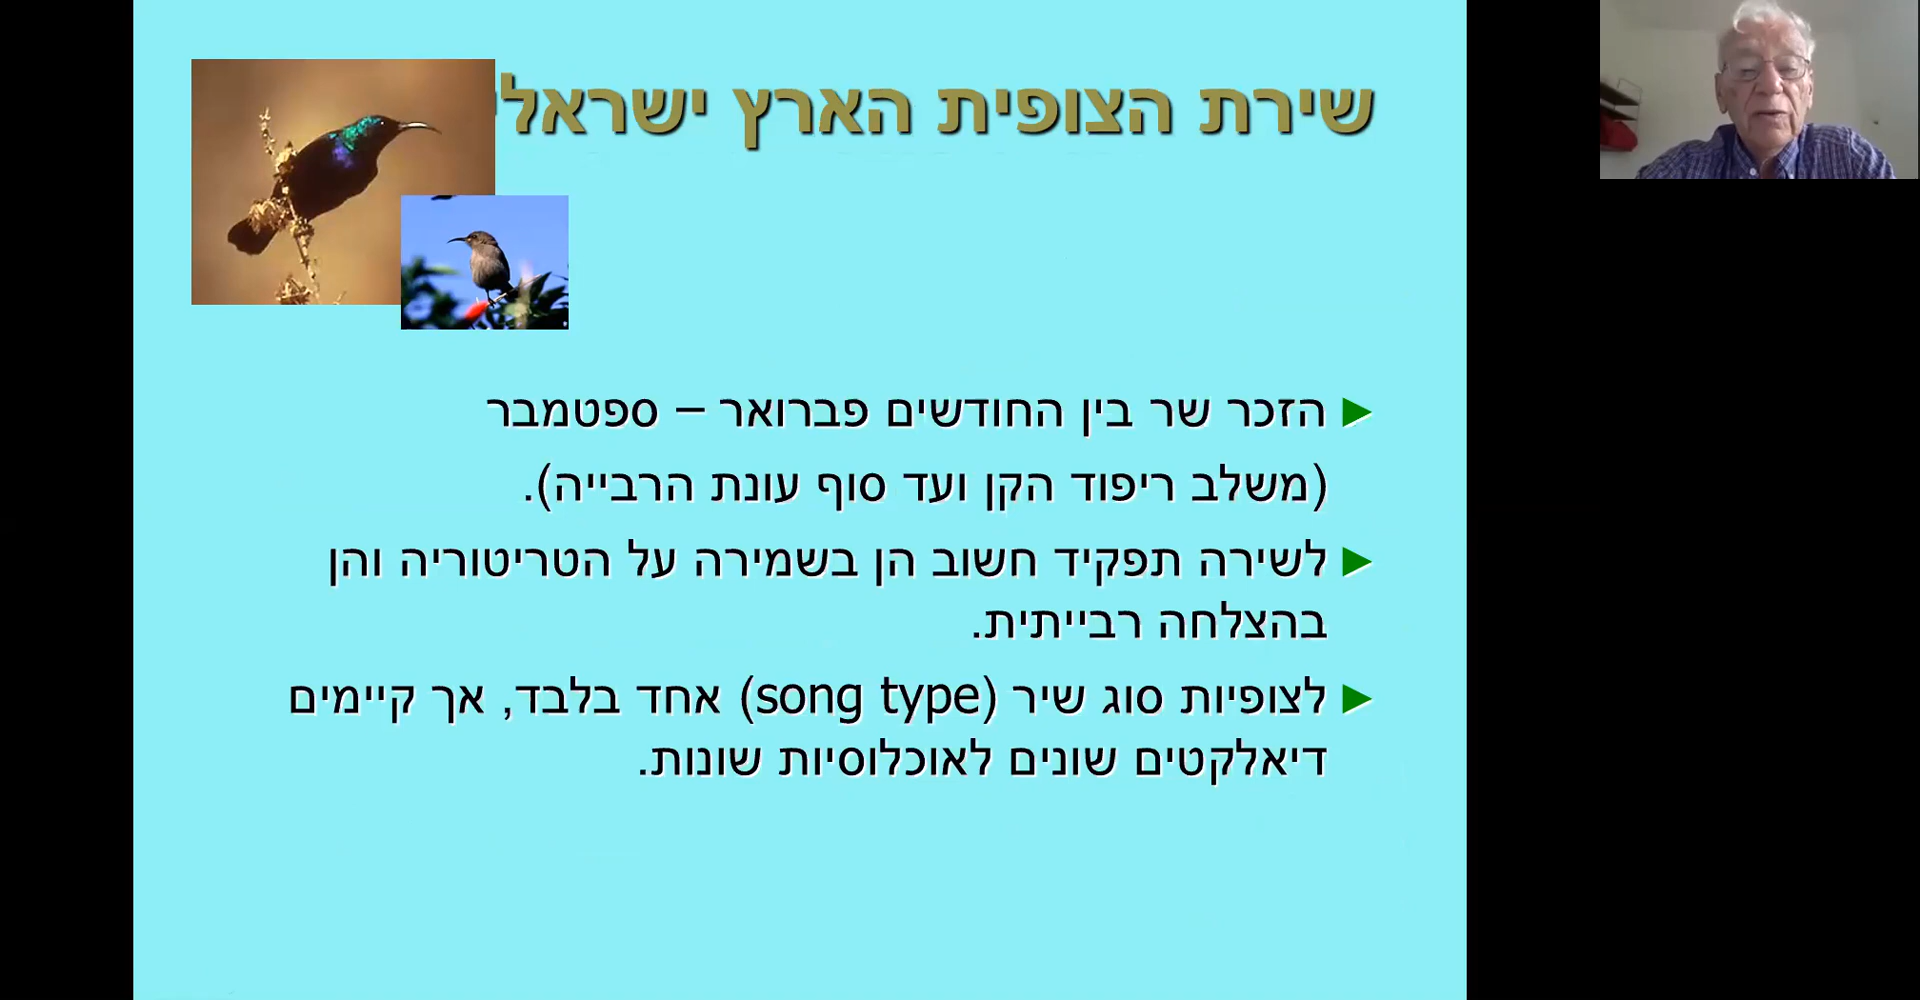 שירת הצופית הארץ ישראלי
הזכר שר בין החודשים פברואר – ספטמבר
(משלב ריפוד הקן ועד סוף עונת הרבייה).
לשירה תפקיד חשוב הן בשמירה על הטריטוריה והן
בהצלחה רבייתית.
לצופיות סוג שיר (song type) אחד בלבד, אך קיימים
דיאלקטים שונים לאוכלוסיות שונות.